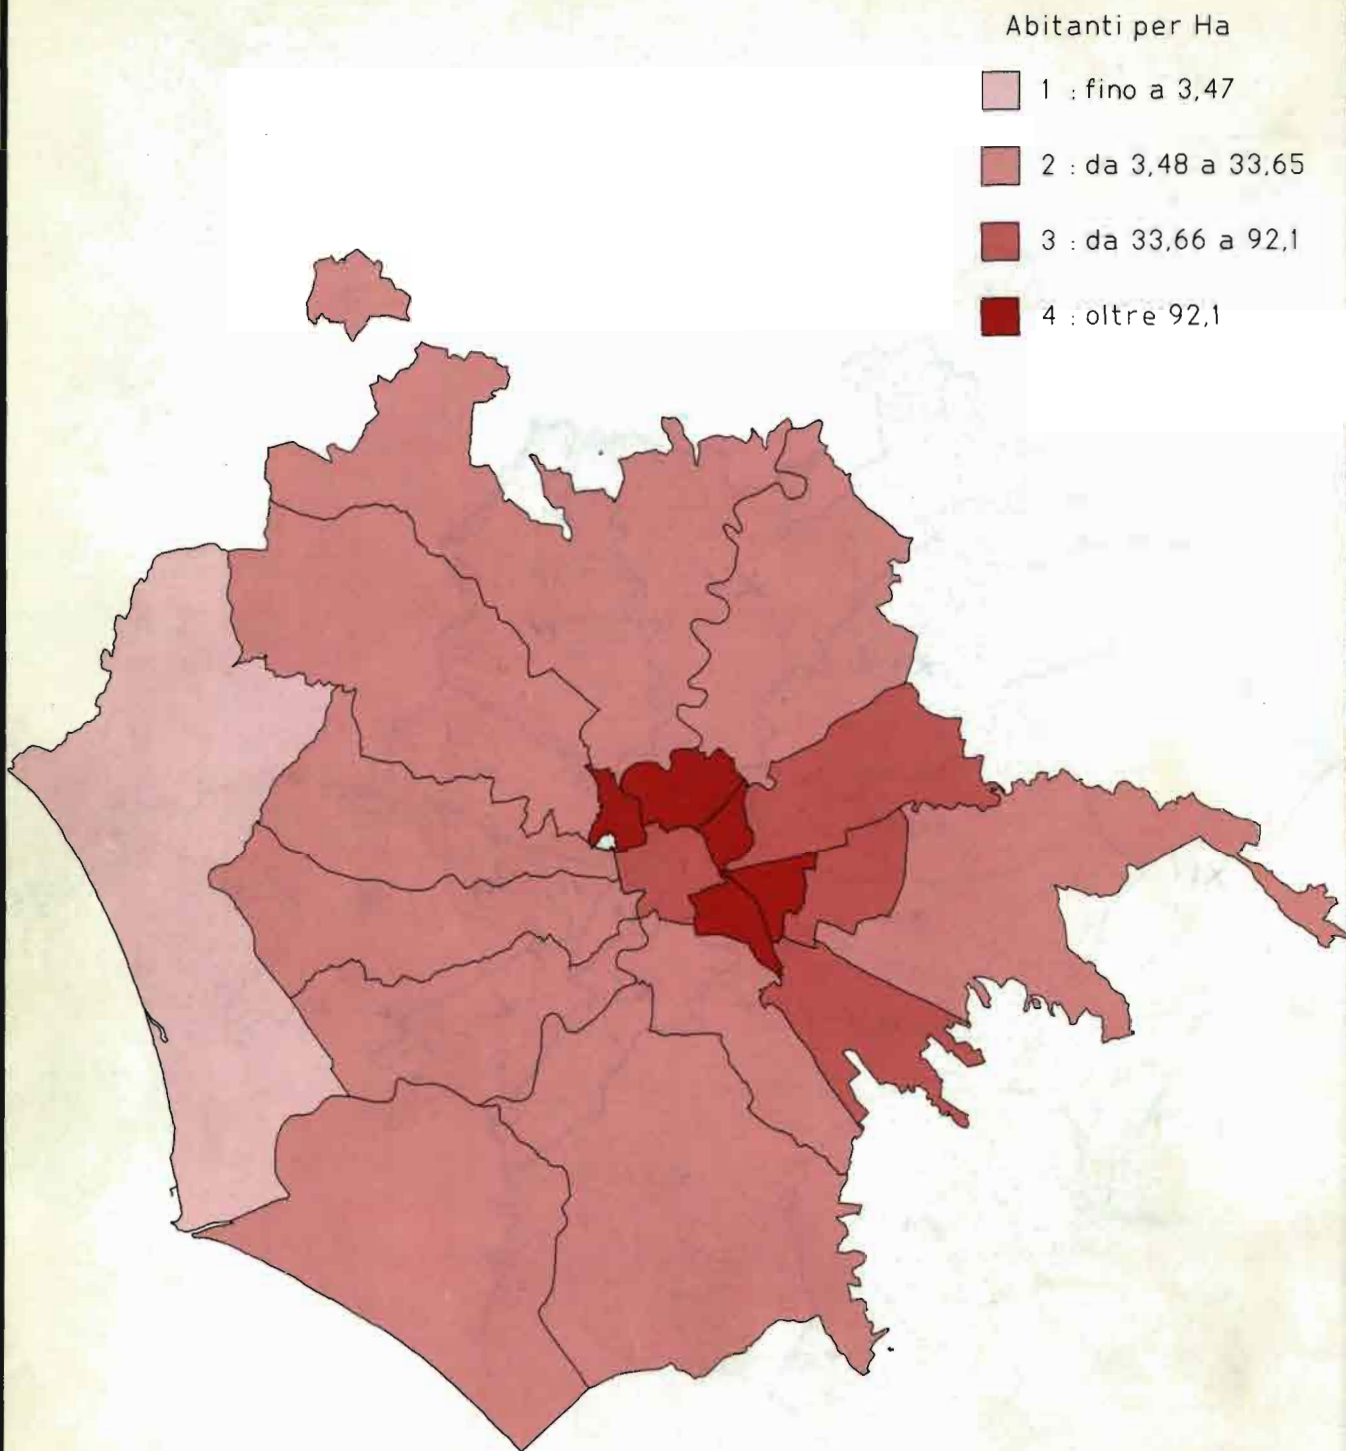 Abitanti per Ha
1 : fino a 3,47
2 : da 3,48 a 33,65
3 : da 33,66 a 92,1
4 : oltre 92,1